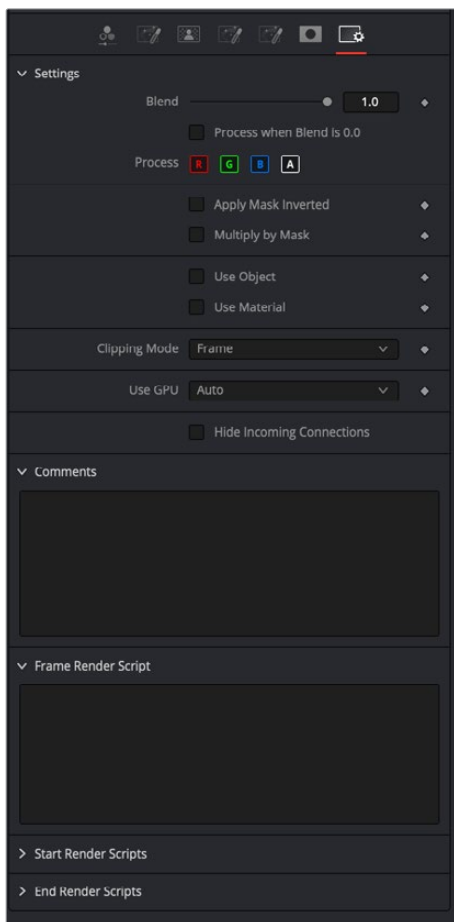 Settings
Blend 1.0
Process when Blend is 0.0
Process R G B A
Apply Mask Inverted
Multiply by Mask
Use Object
Use Material
Clipping Mode Frame
Use GPU Auto
Hide Incoming Connections
Comments
Frame Render Script
Start Render Scripts
End Render Scripts